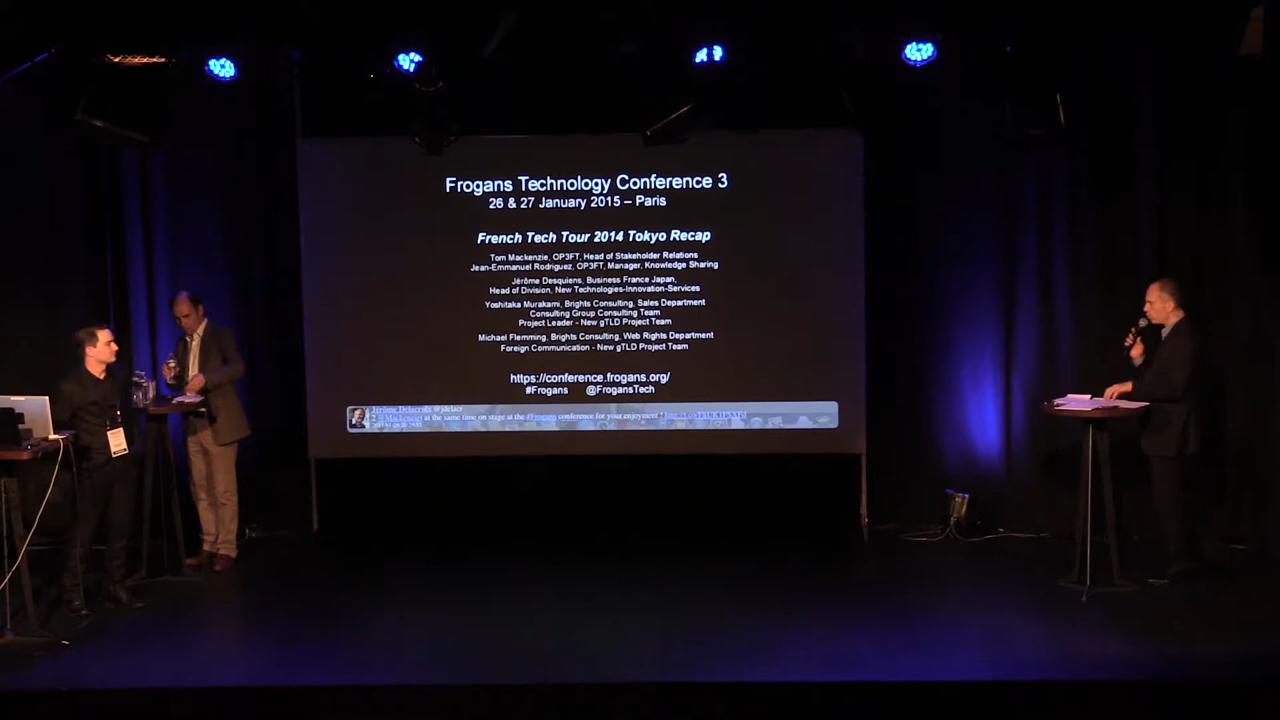 Frogans Technology Conference 3
26 & 27 January 2015 – Paris
French Tech Tour 2014 Tokyo Recap
Tom Mackenzie, OP3FT, Head of Stakeholder Relations
Jean-Emmanuel Rodriguez, OP3FT, Manager, Knowledge Sharing
Jérôme Desquiens, Business France Japan,
Head of Division, New Technologies-Innovation-Services
Yoshitaka Murakami, Brights Consulting, Sales Department
Consulting Group Consulting Team
Project Leader - New gTLD Project Team
Michael Flemming, Brights Consulting, Web Rights Department
Foreign Communication - New gTLD Project Team
https://conference.frogans.org/
#Frogans @FrogansTech
Jérôme Delacroix @jdelacr
2 @Mackenzie at the same time on stage at the #Frogans conference for your enjoyment !